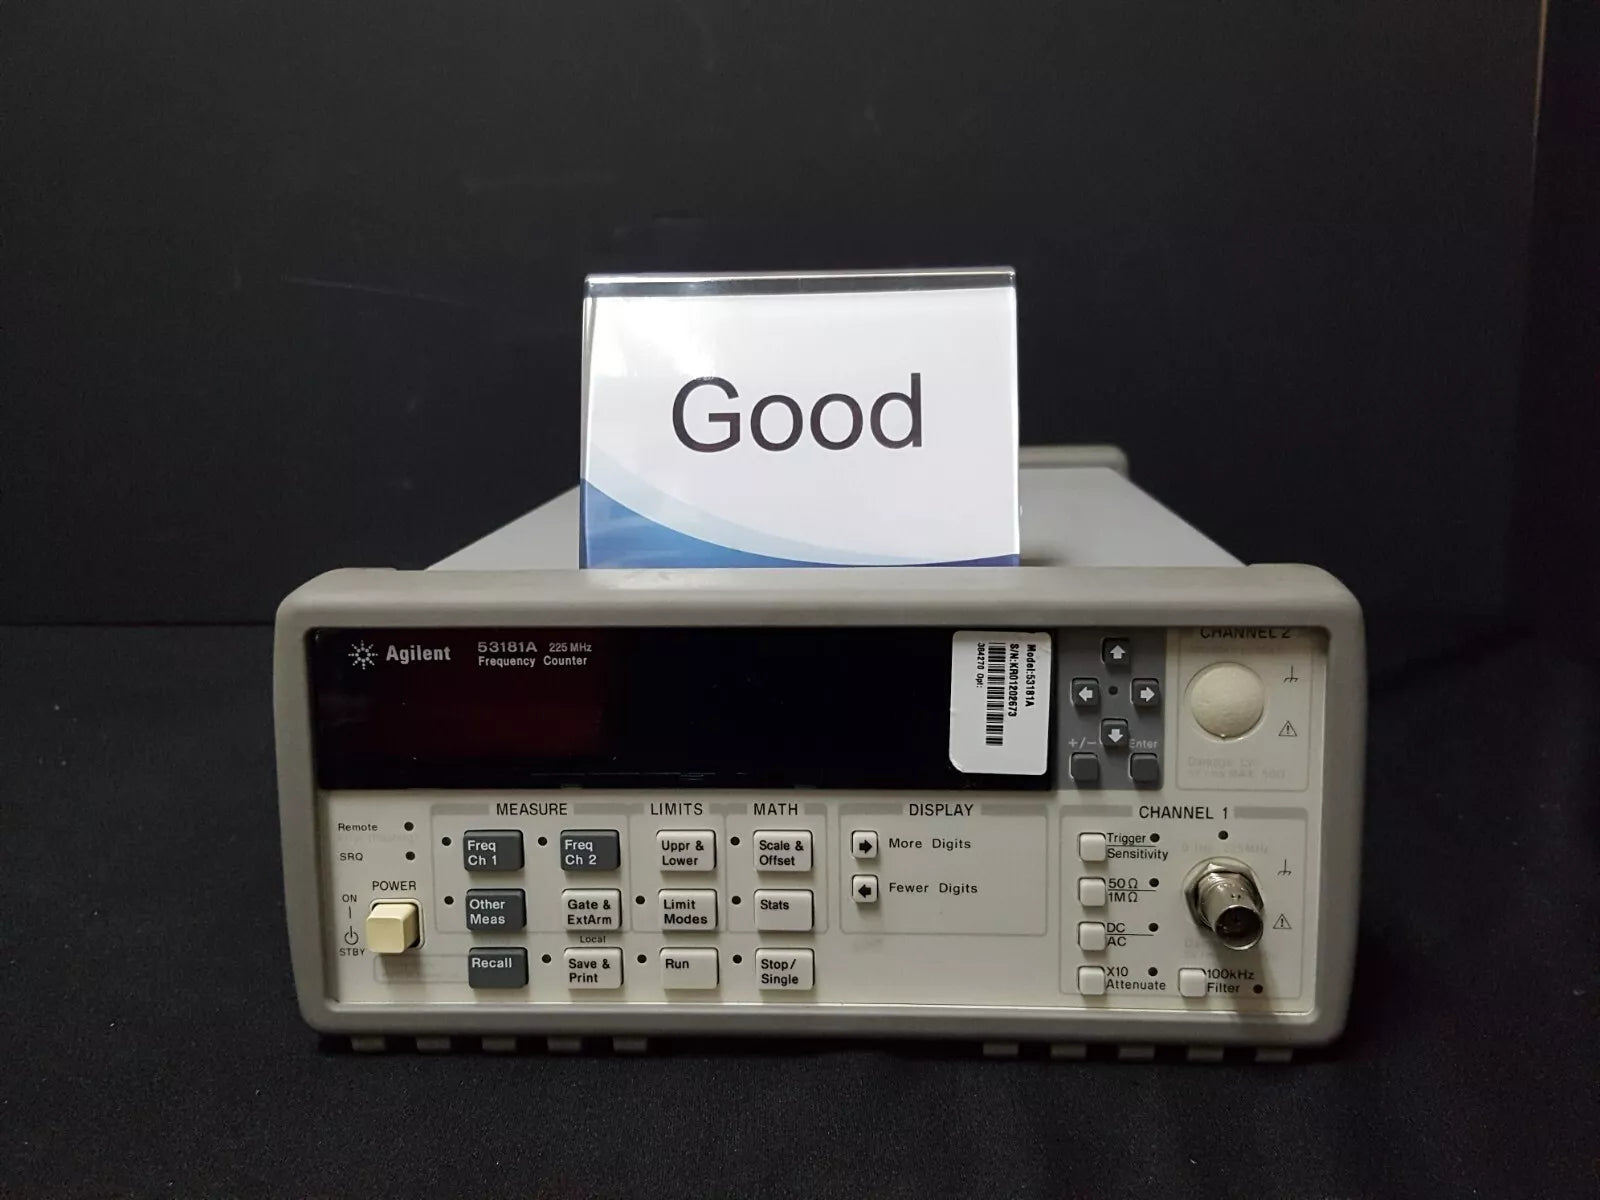 Good
Agilent
53181A 225 MHz
Frequency Counter
Model:53181A
S/N:KR01202673
384270 Opt:
+/−
Enter
CHANNEL 2
MEASURE
LIMITS
MATH
DISPLAY
CHANNEL 1
Remote
SRQ
POWER
ON
STBY
Freq
Ch 1
Freq
Ch 2
Uppr &
Lower
Scale &
Offset
More Digits
Other
Meas
Gate &
ExtArm
Limit
Modes
Stats
Fewer Digits
Recall
Local
Save &
Print
Run
Stop/
Single
Trigger
Sensitivity
50 Ω
1M Ω
DC
AC
X10
Attenuate
100kHz
Filter